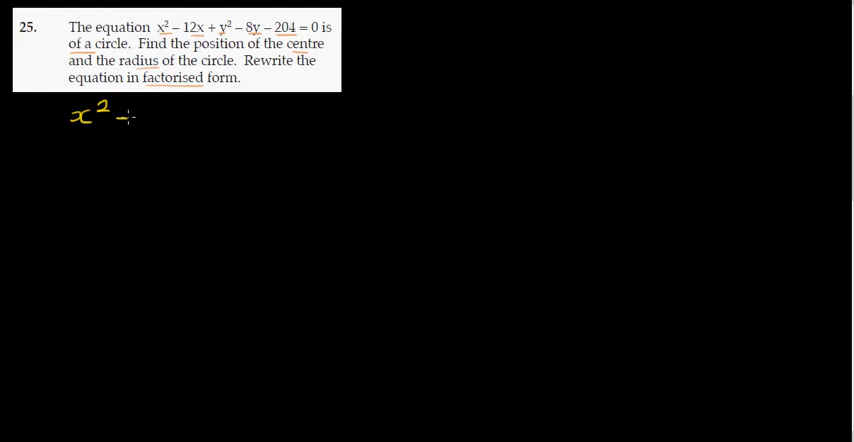 25. The equation x² – 12x + y² – 8y – 204 = 0 is
of a circle. Find the position of the centre
and the radius of the circle. Rewrite the
equation in factorised form.
x² –